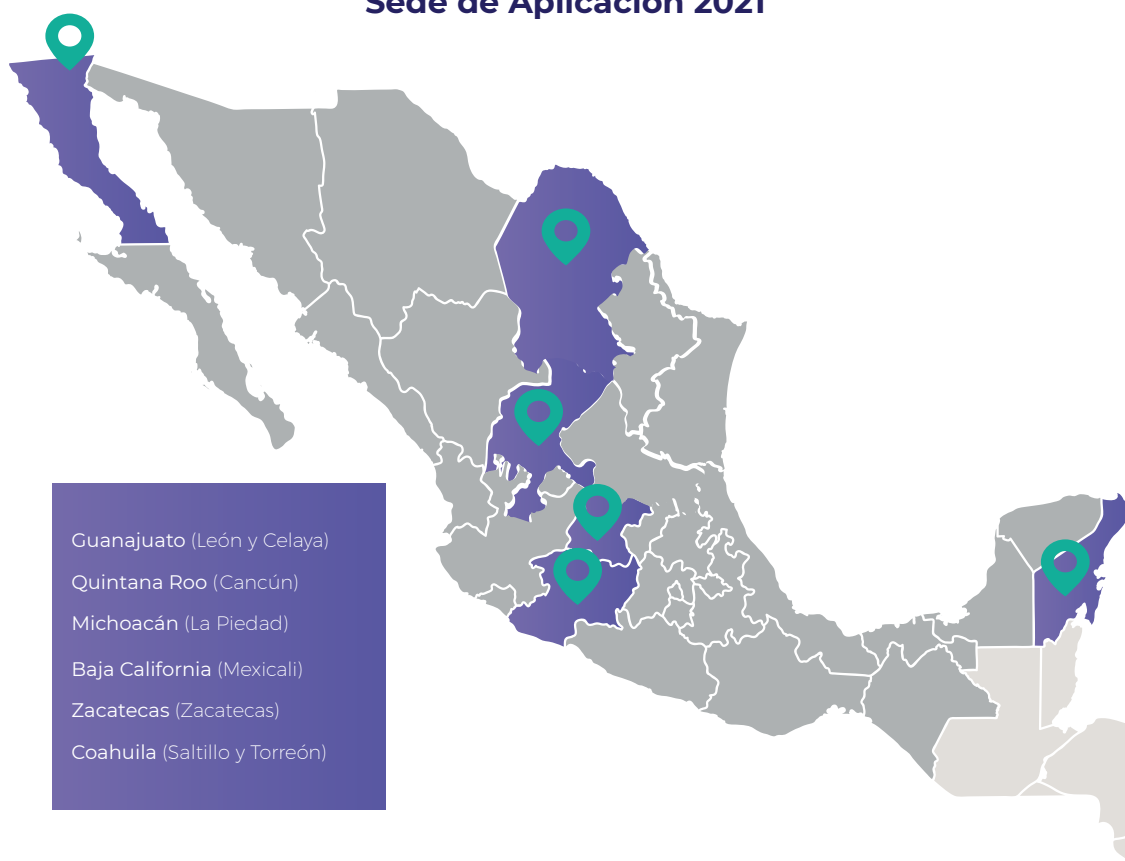 Sede de Aplicación 2021
Guanajuato (León y Celaya)
Quintana Roo (Cancún)
Michoacán (La Piedad)
Baja California (Mexicali)
Zacatecas (Zacatecas)
Coahuila (Saltillo y Torreón)